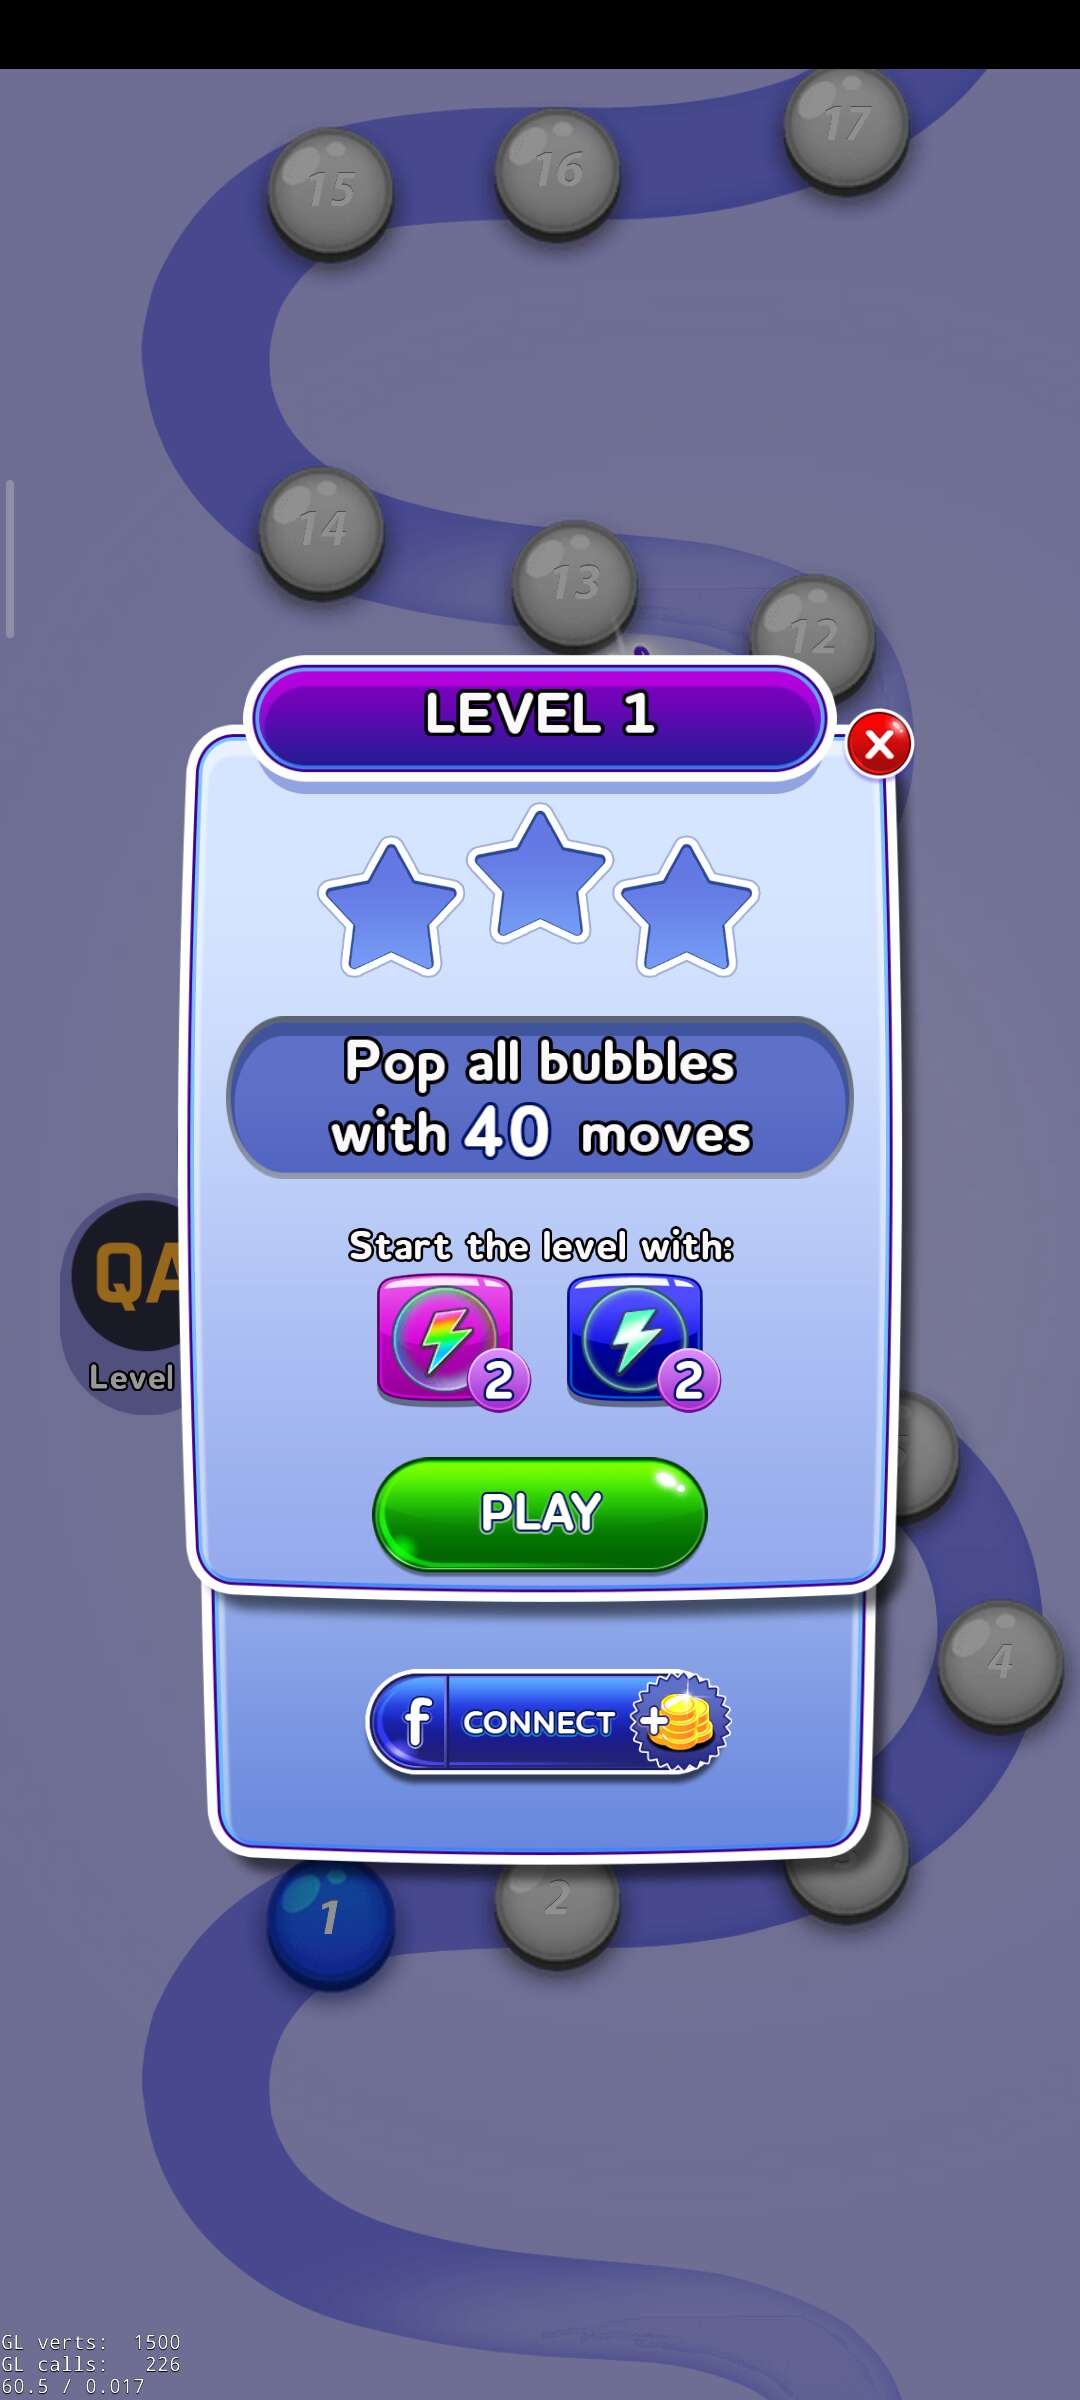 17
16
15
14
13
12
LEVEL 1
X
Pop all bubbles
with 40 moves
Start the level with:
2
2
QA
Level
PLAY
4
f CONNECT +
2
1
GL verts: 1500
GL calls: 226
60.5 / 0.017